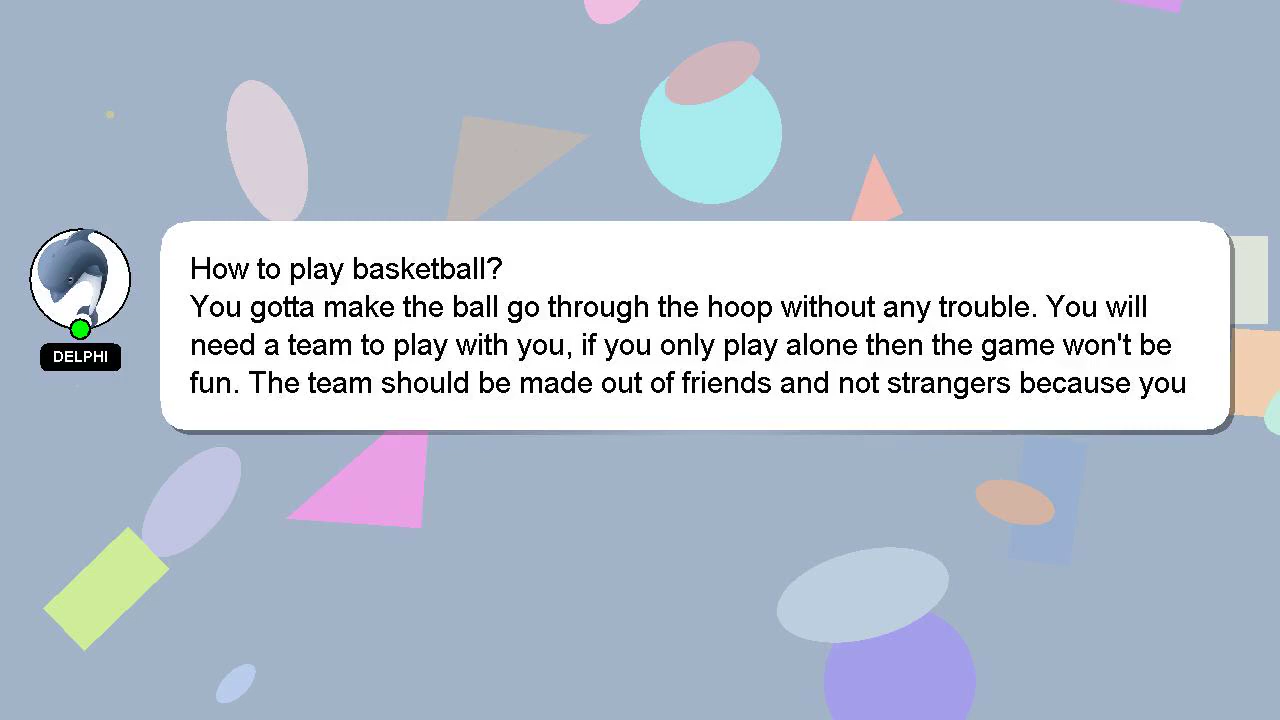 How to play basketball?
You gotta make the ball go through the hoop without any trouble. You will
need a team to play with you, if you only play alone then the game won't be
fun. The team should be made out of friends and not strangers because you
DELPHI